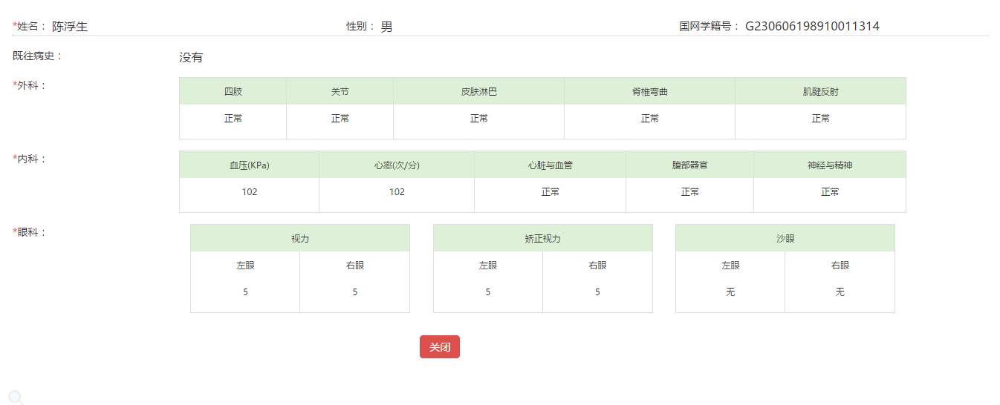 *姓名： 陈浮生 性别： 男 国网学籍号： G230606198910011314
既往病史： 没有
*外科：
四肢 关节 皮肤淋巴 脊椎弯曲 肌腱反射
正常 正常 正常 正常 正常
*内科：
血压(KPa) 心率(次/分) 心脏与血管 腹部器官 神经与精神
102 102 正常 正常 正常
*眼科：
视力 矫正视力 沙眼
左眼 右眼 左眼 右眼 左眼 右眼
5 5 5 5 无 无
关闭